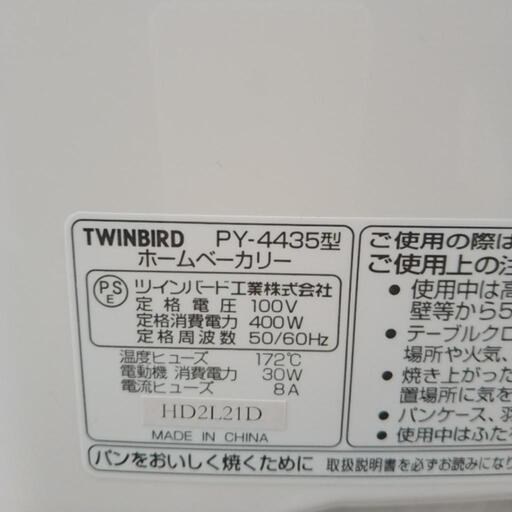 TWINBIRD PY-4435型
ホームベーカリー
PSE ツインバード工業株式会社
定格電圧 100V
定格消費電力 400W
定格周波数 50/60Hz
温度ヒューズ 172℃
電動機 消費電力 30W
電流ヒューズ 8A
HD2L21D
MADE IN CHINA
ご使用の際は
ご使用上の注
• 使用中は高
壁等から5
• テーブルクロ
場所や火気、
• 焼き上がった
置場所に気を
• パンケース、羽
• 使用中はふた
パンをおいしく焼くために 取扱説明書を必ずお読みにな